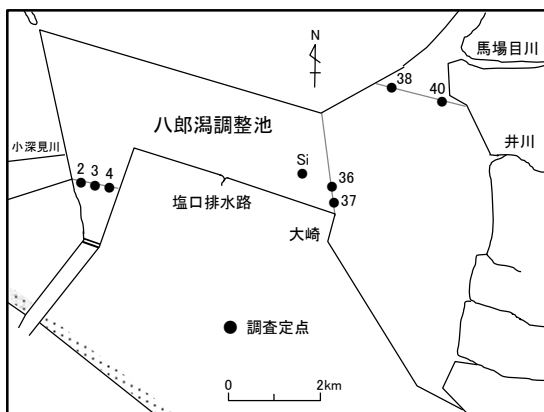 N
馬場目川
38
40
八郎潟調整池
井川
小深見川
2 3 4
Si
36
37
塩口排水路
大崎
調査定点
0 2km